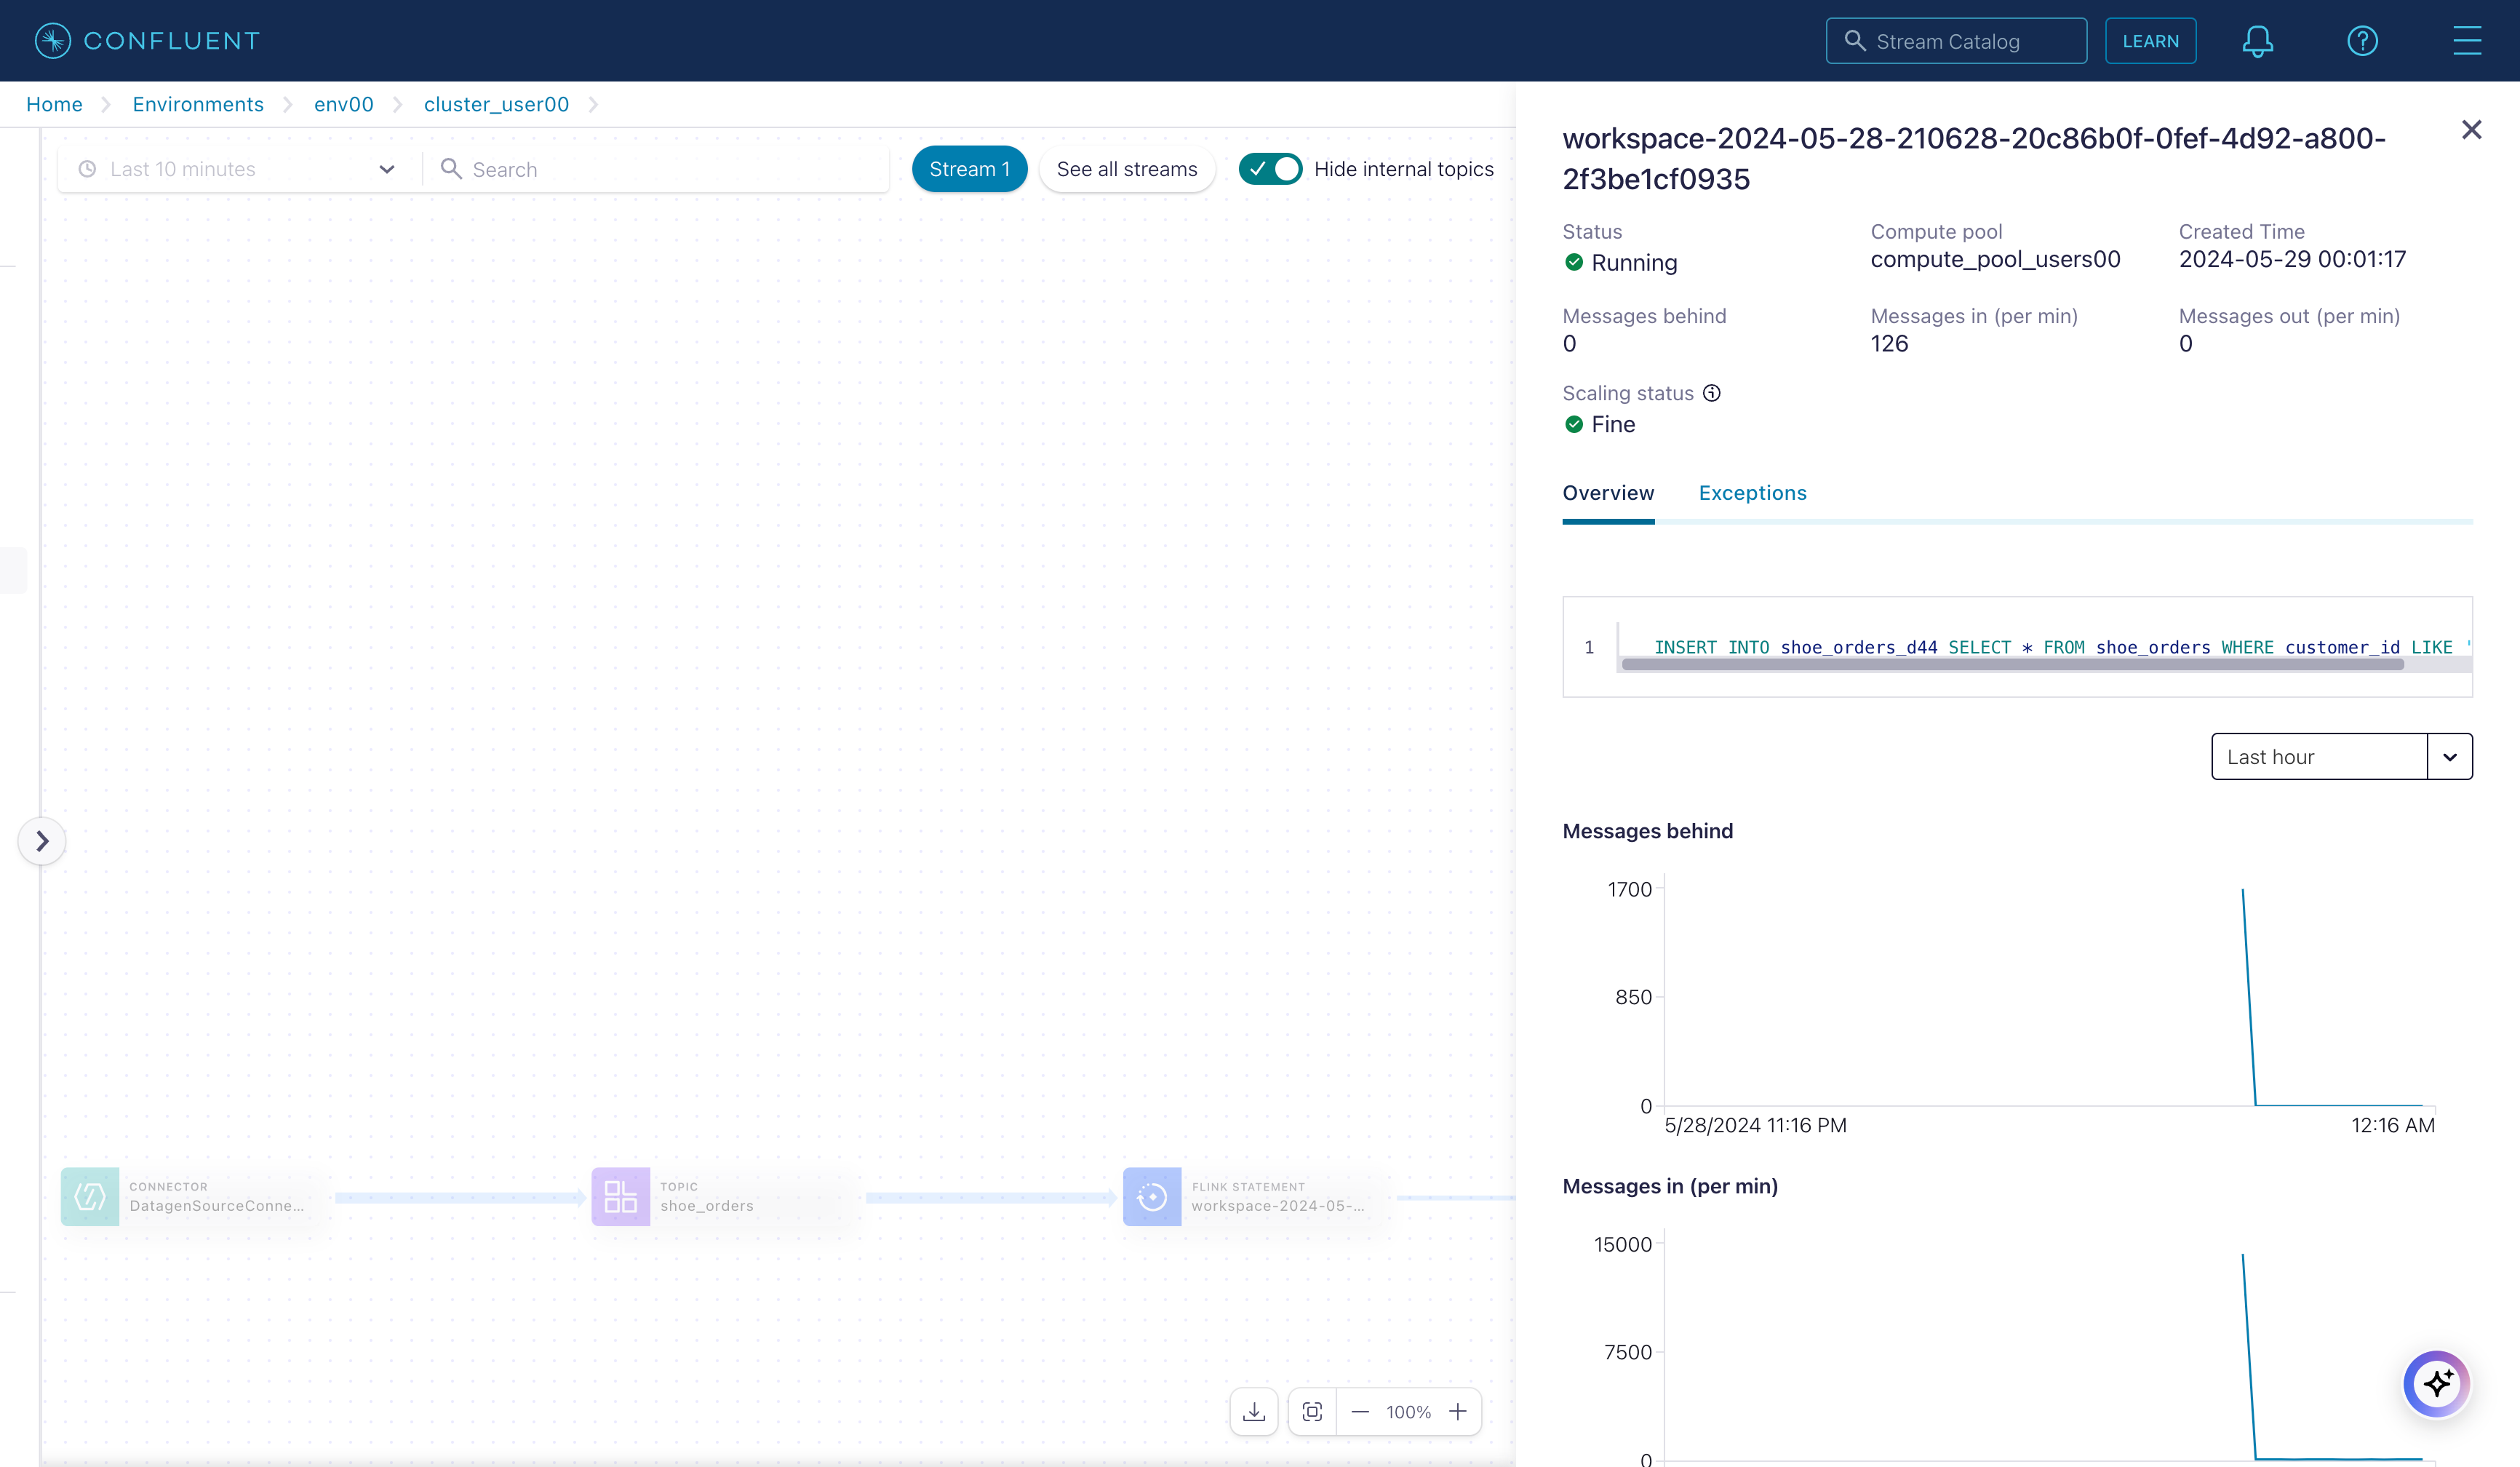 CONFLUENT
Stream Catalog
LEARN
Home
Environments
env00
cluster_user00
Last 10 minutes
Search
Stream 1
See all streams
Hide internal topics
CONNECTOR
DatagenSourceConne...
TOPIC
shoe_orders
FLINK STATEMENT
workspace-2024-05-...
100%
workspace-2024-05-28-210628-20c86b0f-0fef-4d92-a800-
2f3be1cf0935
Status
Running
Compute pool
compute_pool_users00
Created Time
2024-05-29 00:01:17
Messages behind
0
Messages in (per min)
126
Messages out (per min)
0
Scaling status
Fine
Overview
Exceptions
1 INSERT INTO shoe_orders_d44 SELECT * FROM shoe_orders WHERE customer_id LIKE '
Last hour
Messages behind
1700
850
0
5/28/2024 11:16 PM
12:16 AM
Messages in (per min)
15000
7500
0